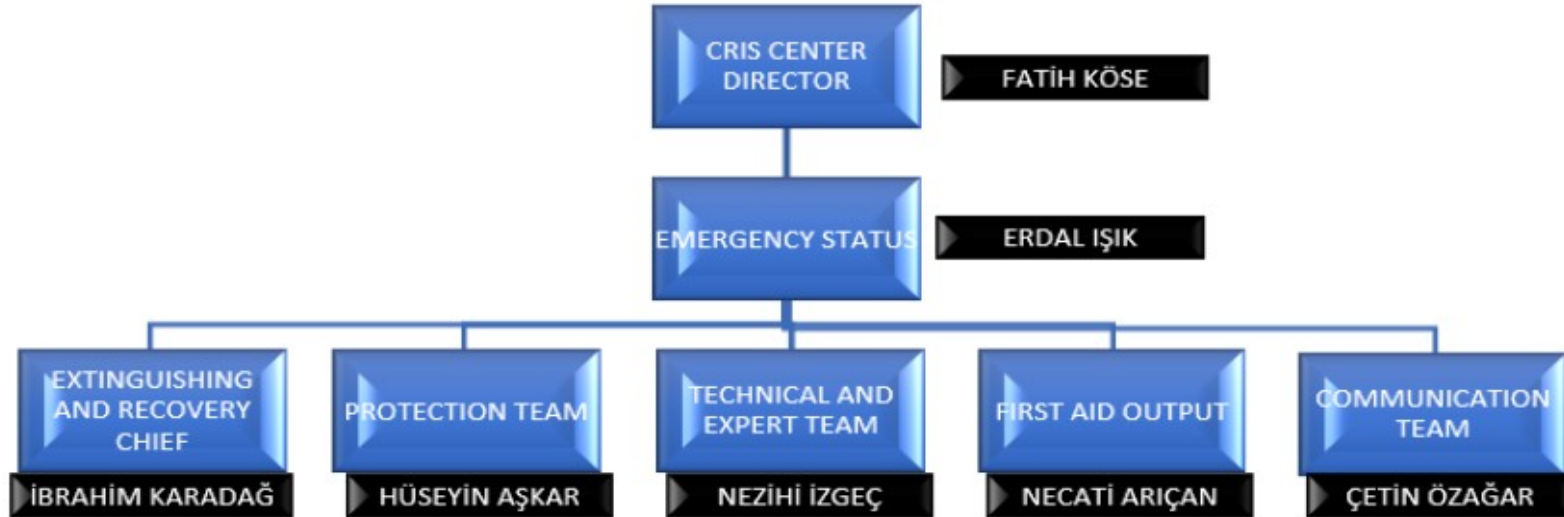 CRIS CENTER
DIRECTOR
FATİH KÖSE
EMERGENCY STATUS
ERDAL IŞIK
EXTINGUISHING
AND RECOVERY
CHIEF
PROTECTION TEAM
TECHNICAL AND
EXPERT TEAM
FIRST AID OUTPUT
COMMUNICATION
TEAM
İBRAHİM KARADAĞ
HÜSEYİN AŞKAR
NEZİHİ İZGEÇ
NECATİ ARIÇAN
ÇETİN ÖZAĞAR